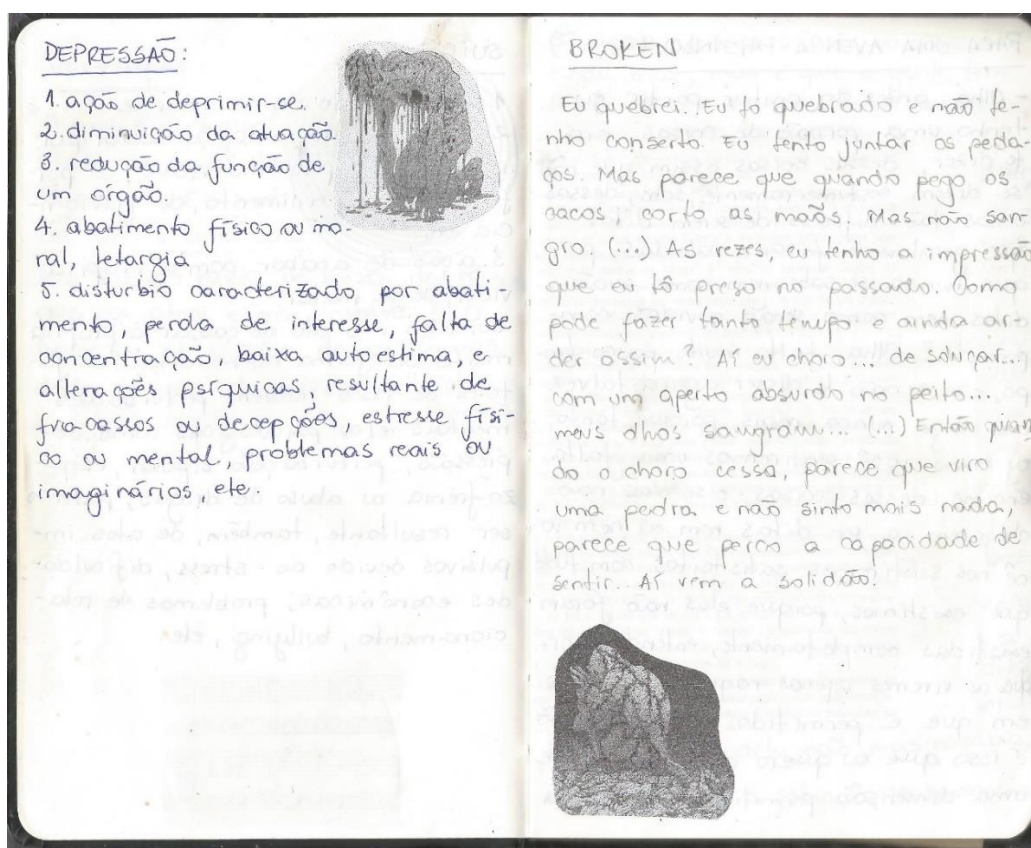 DEPRESSÃO:
1. ação de deprimir-se.
2. diminuição da atuação.
3. redução da função de
um órgão.
4. abatimento físico ou mo-
ral, letargia.
5. disturbio caracterizado por abati-
mento, perda de interesse, falta de
concentração, baixa autoestima, e
alterações psíquicas, resultante de
fracassos ou decepções, estresse físi-
co ou mental, problemas reais ou
imaginários, etc.
BROKEN
Eu quebrei. Eu tô quebrado e não te-
nho conserto. Eu tento juntar os peda-
ços. Mas parece, que quando pego os
cacos, corto as mãos. Mas não san-
gro. (...) As vezes, eu tenho a impressão
que eu tô preso no passado. Como
pode fazer tanto tempo e ainda ar-
der assim? Aí eu choro... de soluçar...
com um aperto absurdo no peito...
meus olhos sangram... (...) Então quan-
do o choro cessa, parece que viro
uma pedra e não sinto mais nada,
parece que perco a capacidade de
sentir. Aí vem a solidão.